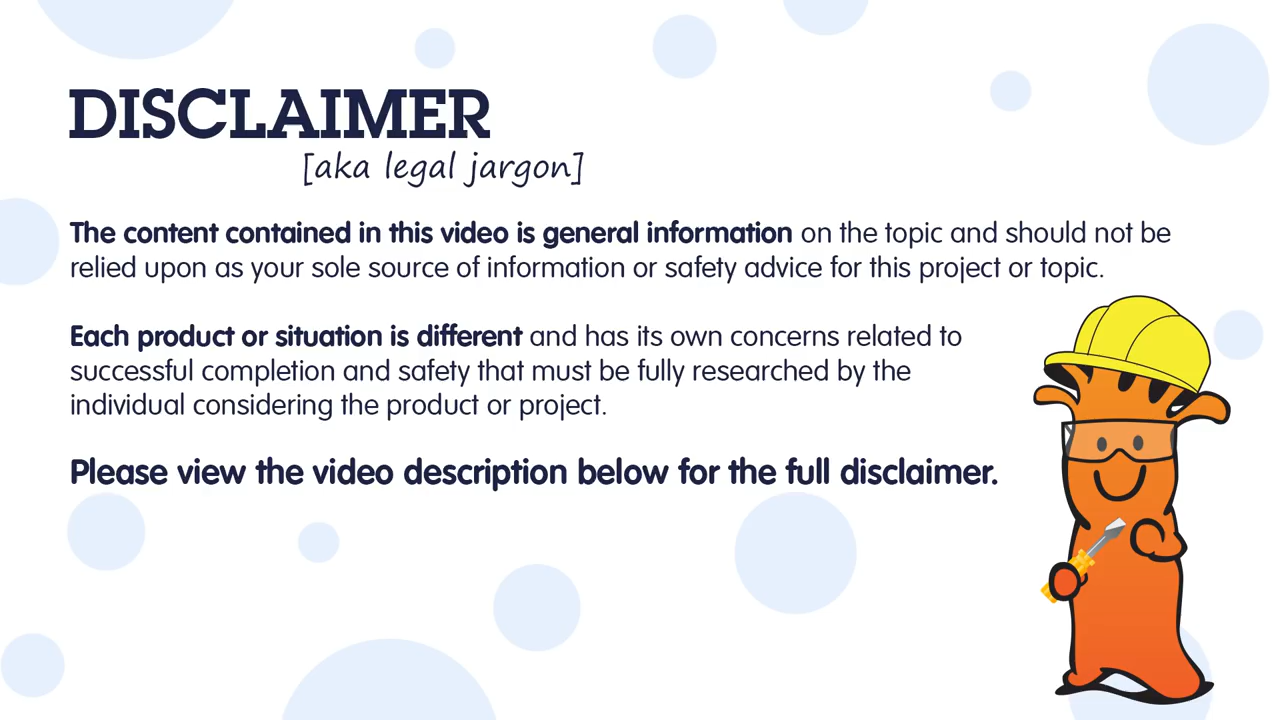 DISCLAIMER
[aka legal jargon]
The content contained in this video is general information on the topic and should not be
relied upon as your sole source of information or safety advice for this project or topic.
Each product or situation is different and has its own concerns related to
successful completion and safety that must be fully researched by the
individual considering the product or project.
Please view the video description below for the full disclaimer.